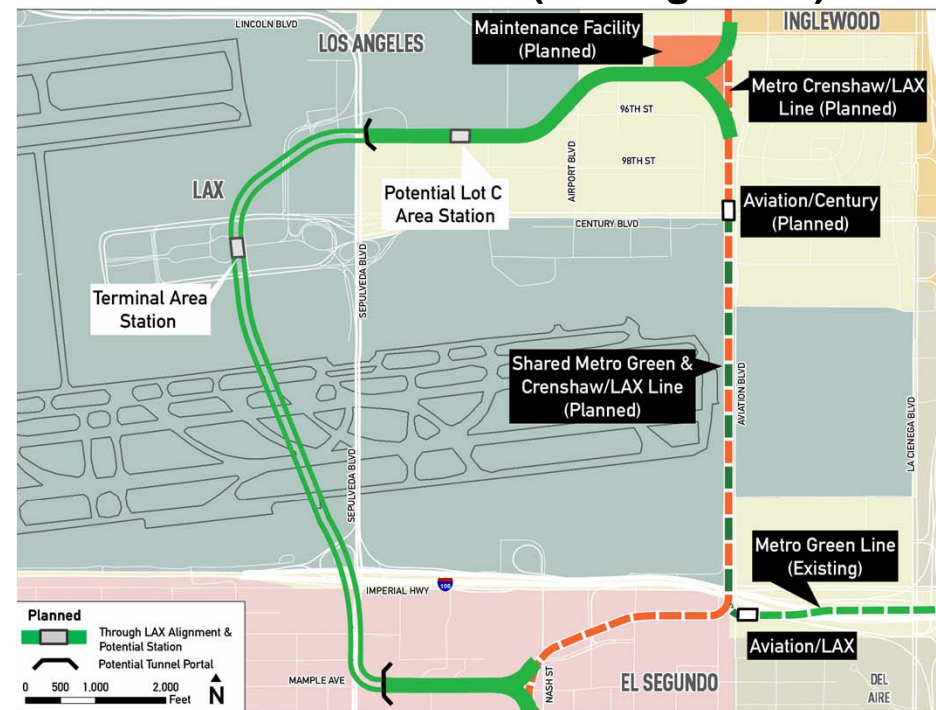 LINCOLN BLVD
LOS ANGELES
Maintenance Facility
(Planned)
INGLEWOOD
Metro Crenshaw/LAX
Line (Planned)
96TH ST
98TH ST
AIRPORT BLVD
LAX
Potential Lot C
Area Station
Aviation/Century
(Planned)
CENTURY BLVD
Terminal Area
Station
SEPULVEDA BLVD
Shared Metro Green &
Crenshaw/LAX Line
(Planned)
AVIATION BLVD
LA CIENEGA BLVD
SEPULVEDA BLVD
Metro Green Line
(Existing)
IMPERIAL HWY
105
Aviation/LAX
MAMPLE AVE
NASH ST
EL SEGUNDO
DEL
AIRE
Planned
Through LAX Alignment &
Potential Station
Potential Tunnel Portal
0 500 1,000 2,000
Feet
N